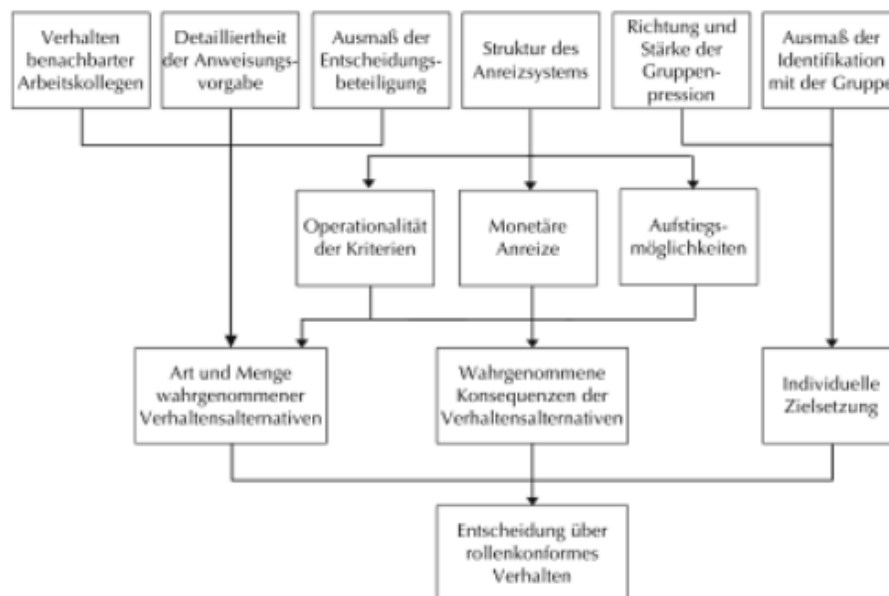 Verhalten
benachbarter
Arbeitskollegen
Detailliertheit
der Anweisungs-
vorgabe
Ausmaß der
Entscheidungs-
beteiligung
Struktur des
Anreizsystems
Richtung und
Stärke der
Gruppen-
pression
Ausmaß der
Identifikation
mit der Gruppe
Operationalität
der Kriterien
Monetäre
Anreize
Aufstiegs-
möglichkeiten
Art und Menge
wahrgenommener
Verhaltensalternativen
Wahrgenommene
Konsequenzen der
Verhaltensalternativen
Individuelle
Zielsetzung
Entscheidung über
rollenkonformes
Verhalten